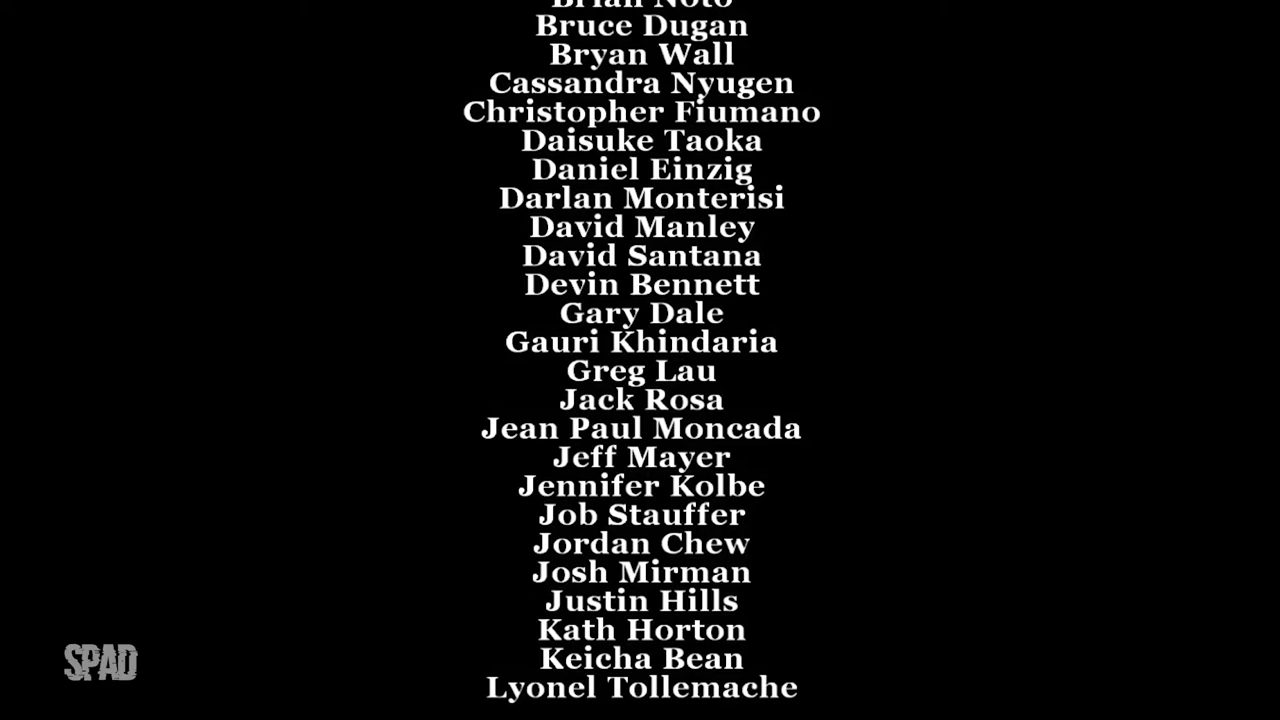 Brian Noto
Bruce Dugan
Bryan Wall
Cassandra Nyugen
Christopher Fiumano
Daisuke Taoka
Daniel Einzig
Darlan Monterisi
David Manley
David Santana
Devin Bennett
Gary Dale
Gauri Khindaria
Greg Lau
Jack Rosa
Jean Paul Moncada
Jeff Mayer
Jennifer Kolbe
Job Stauffer
Jordan Chew
Josh Mirman
Justin Hills
Kath Horton
Keicha Bean
Lyonel Tollemache
SPAD